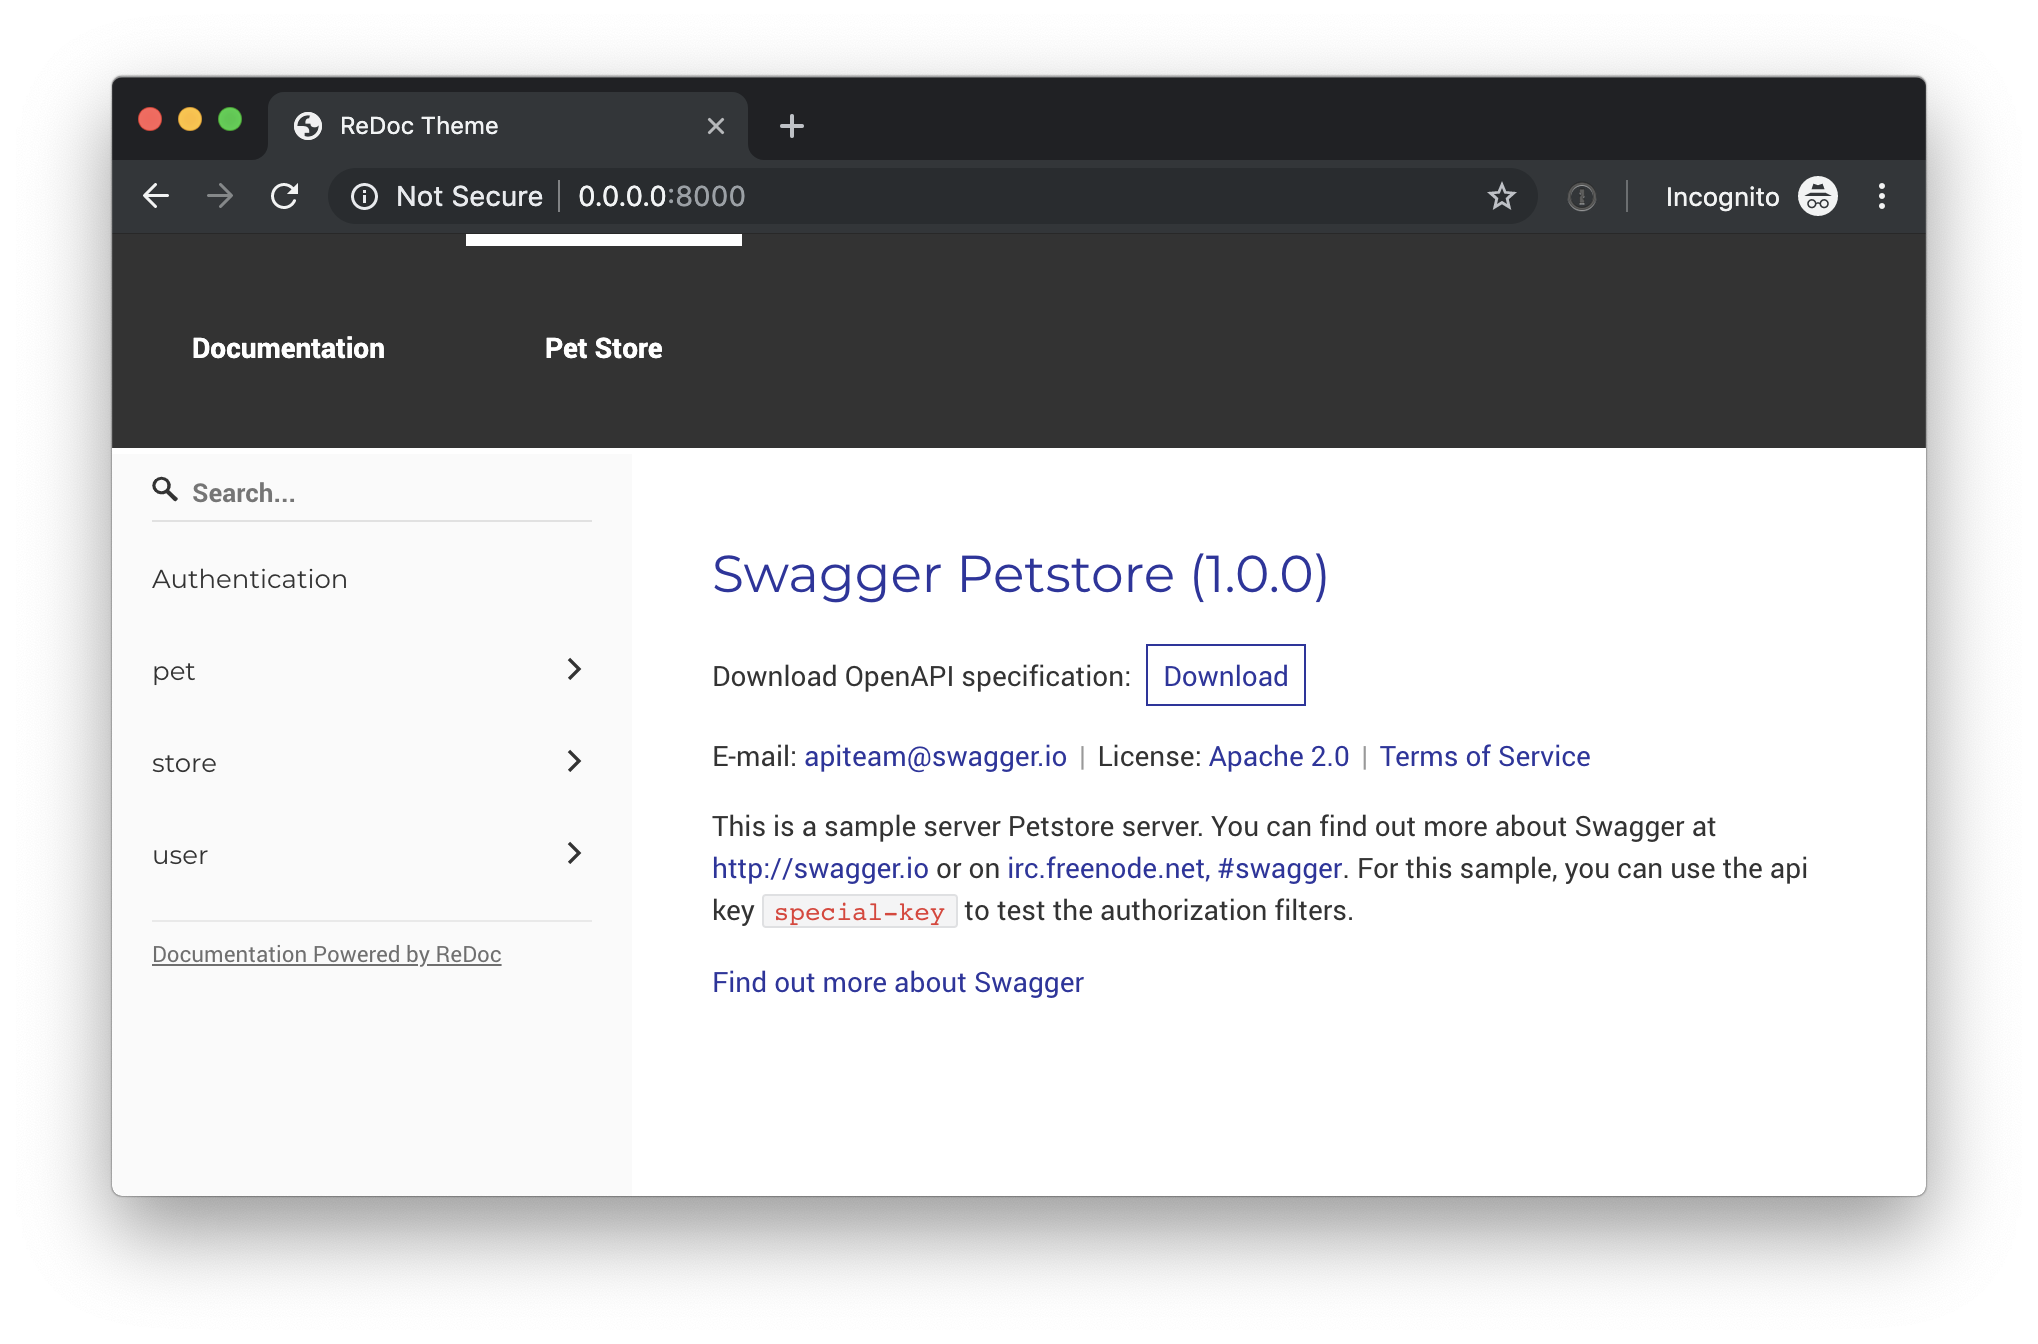 ReDoc Theme
Not Secure 0.0.0.0:8000
Incognito
Documentation Pet Store
Search...
Authentication
pet
store
user
Documentation Powered by ReDoc
Swagger Petstore (1.0.0)
Download OpenAPI specification: Download
E-mail: apiteam@swagger.io | License: Apache 2.0 | Terms of Service
This is a sample server Petstore server. You can find out more about Swagger at
http://swagger.io or on irc.freenode.net, #swagger. For this sample, you can use the api
key special-key to test the authorization filters.
Find out more about Swagger